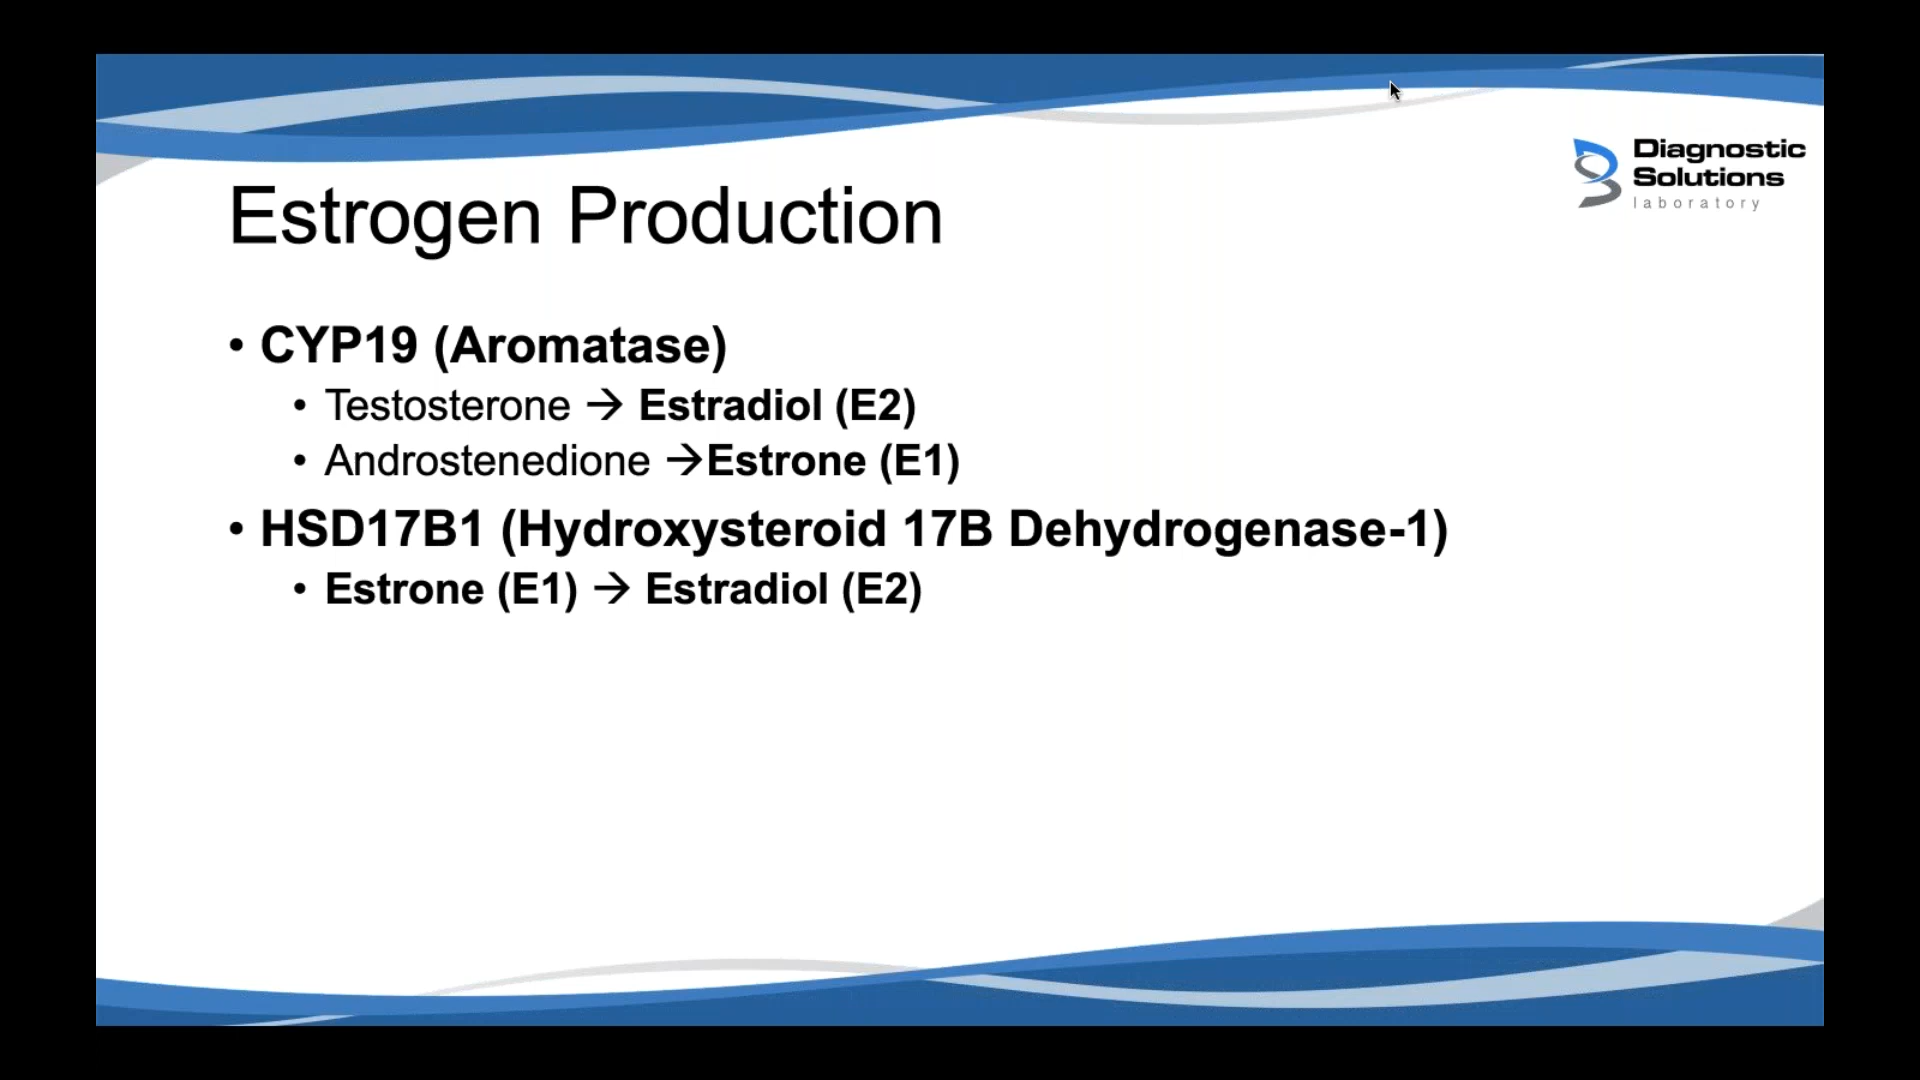 Diagnostic
Solutions
laboratory
Estrogen Production
• CYP19 (Aromatase)
• Testosterone → Estradiol (E2)
• Androstenedione →Estrone (E1)
• HSD17B1 (Hydroxysteroid 17B Dehydrogenase-1)
• Estrone (E1) → Estradiol (E2)